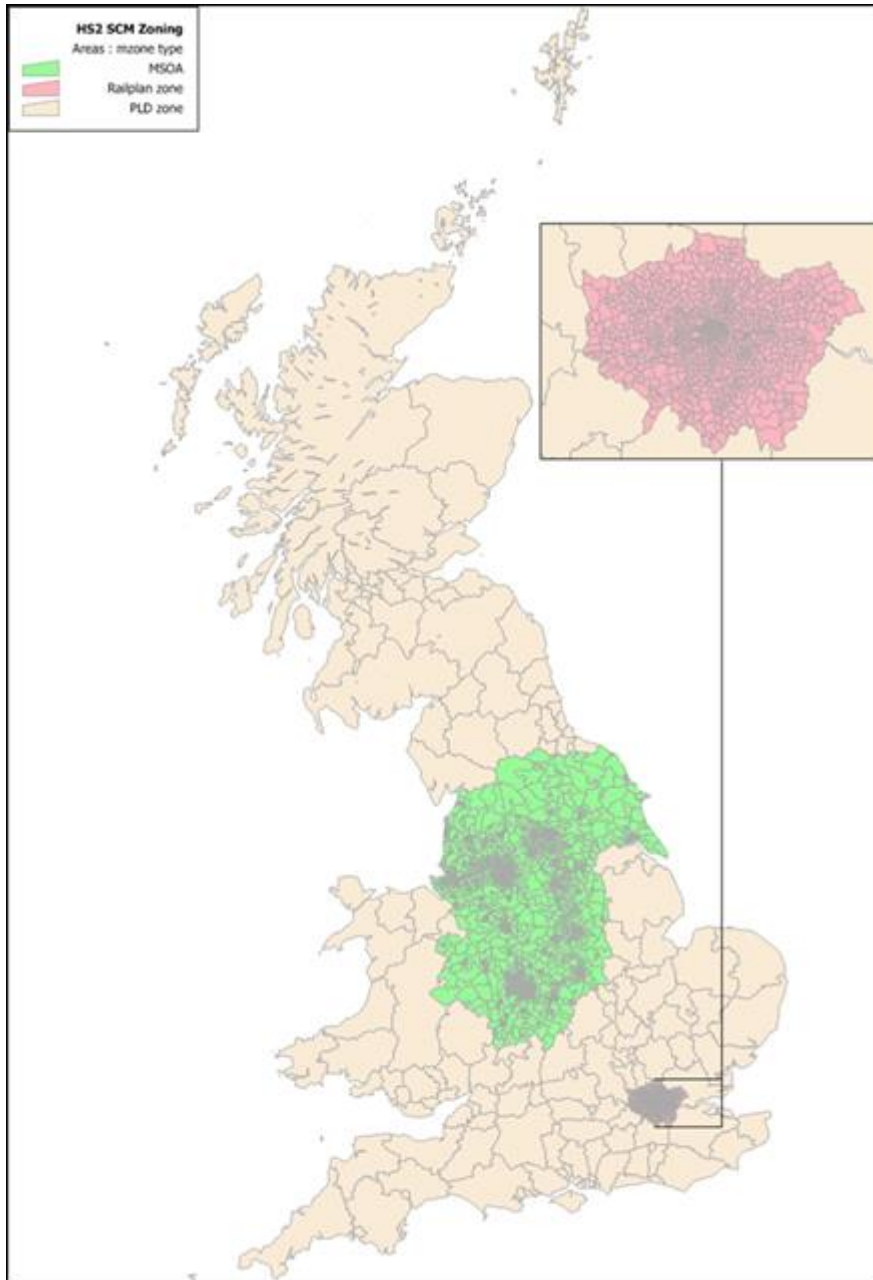 HS2 SCM Zoning
Areas : mzone type
MSOA
Railplan zone
PLD zone